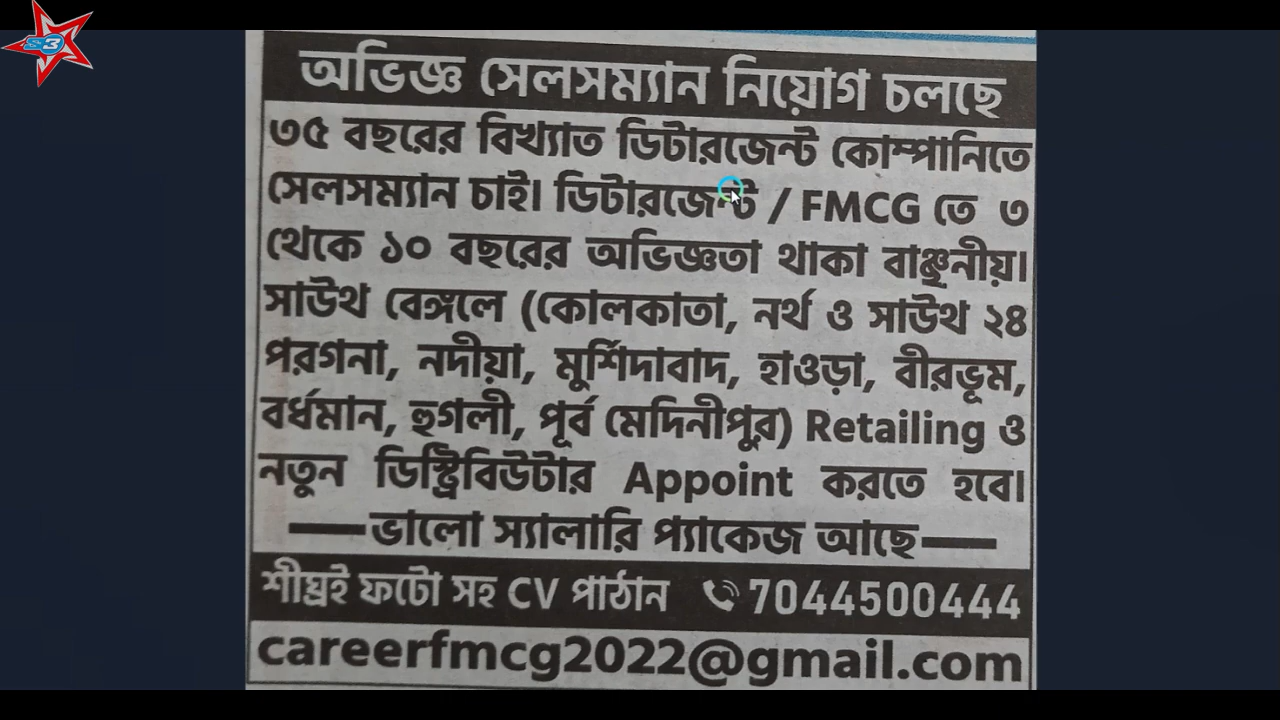 S3
অভিজ্ঞ সেলসম্যান নিয়োগ চলছে
৩৫ বছরের বিখ্যাত ডিটারজেন্ট কোম্পানিতে
সেলসম্যান চাই। ডিটারজেন্ট / FMCG তে ৩
থেকে ১০ বছরের অভিজ্ঞতা থাকা বাঞ্ছনীয়।
সাউথ বেঙ্গলে (কোলকাতা, নর্থ ও সাউথ ২৪
পরগনা, নদীয়া, মুর্শিদাবাদ, হাওড়া, বীরভূম,
বর্ধমান, হুগলী, পূর্ব মেদিনীপুর) Retailing ও
নতুন ডিস্ট্রিবিউটার Appoint করতে হবে।
ভালো স্যালারি প্যাকেজ আছে
শীঘ্রই ফটো সহ CV পাঠান 7044500444
careerfmcg2022@gmail.com